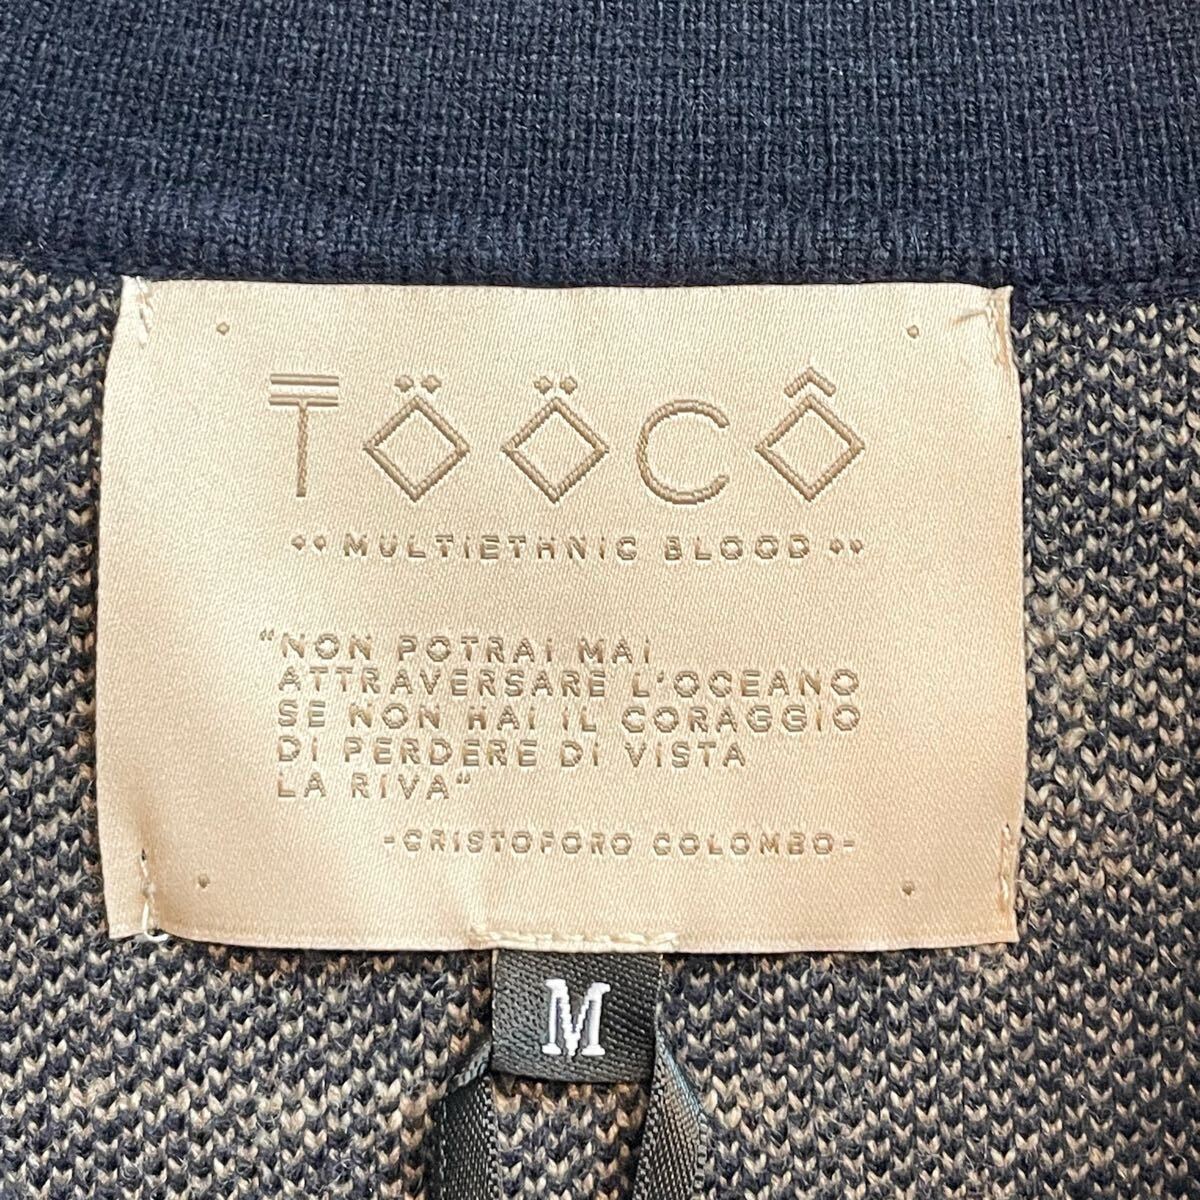 TÖÖCÔ
MULTIETHNIC BLOOD
“NON POTRAI MAI
ATTRAVERSARE L'OCEANO
SE NON HAI IL CORAGGIO
DI PERDERE DI VISTA
LA RIVA”
-CRISTOFORO COLOMBO-
M